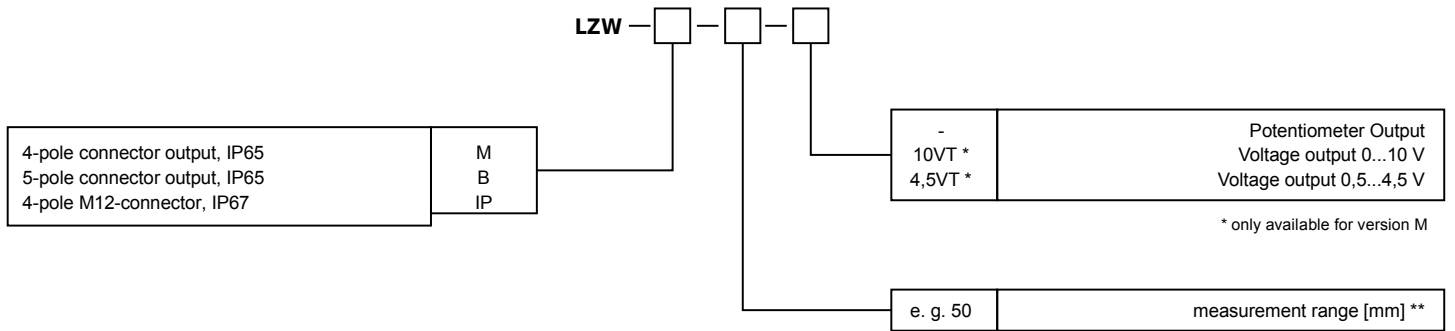 LZW — □ — □ — □
4-pole connector output, IP65 M
5-pole connector output, IP65 B
4-pole M12-connector, IP67 IP
- Potentiometer Output
10VT * Voltage output 0...10 V
4,5VT * Voltage output 0,5...4,5 V
* only available for version M
e. g. 50 measurement range [mm] **